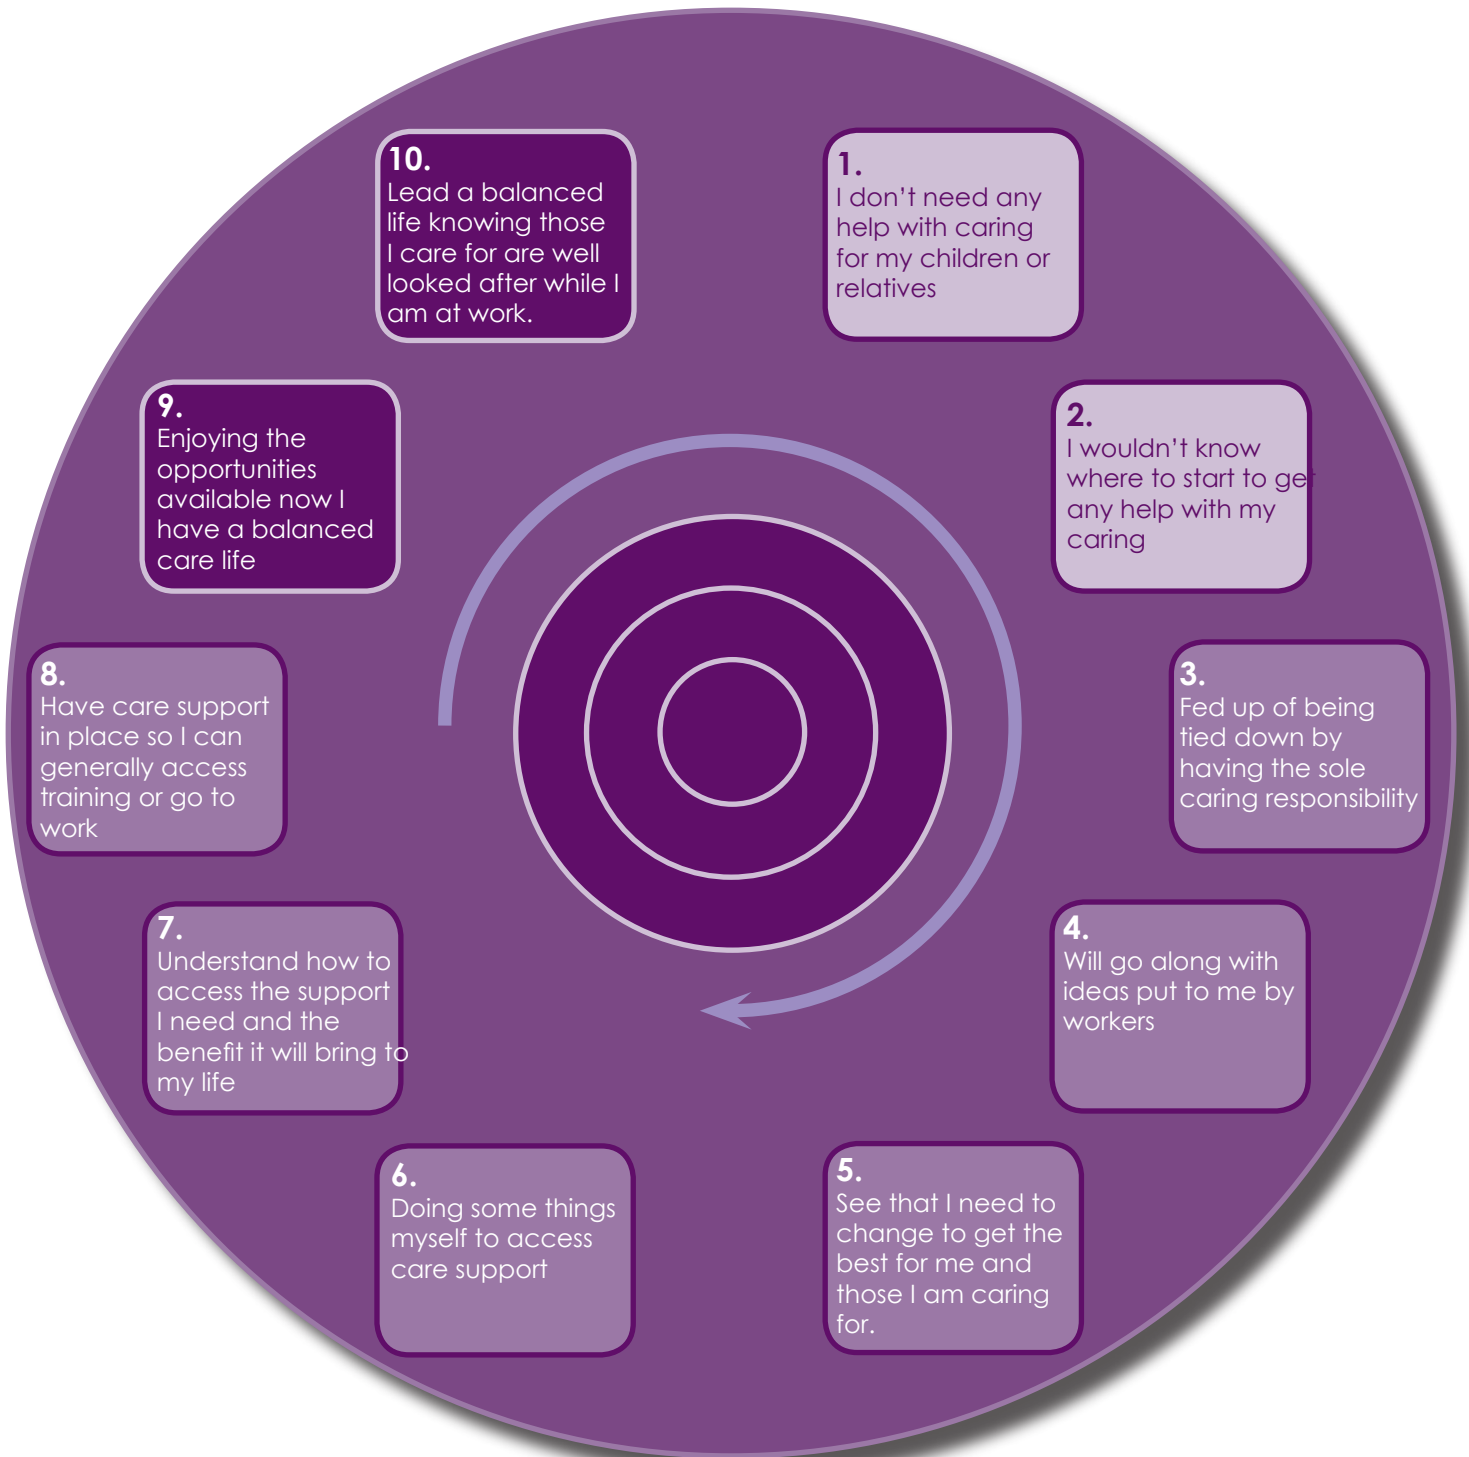 1.
I don’t need any
help with caring
for my children or
relatives
2.
I wouldn’t know
where to start to get
any help with my
caring
3.
Fed up of being
tied down by
having the sole
caring responsibility
4.
Will go along with
ideas put to me by
workers
5.
See that I need to
change to get the
best for me and
those I am caring
for.
6.
Doing some things
myself to access
care support
7.
Understand how to
access the support
I need and the
benefit it will bring to
my life
8.
Have care support
in place so I can
generally access
training or go to
work
9.
Enjoying the
opportunities
available now I
have a balanced
care life
10.
Lead a balanced
life knowing those
I care for are well
looked after while I
am at work.